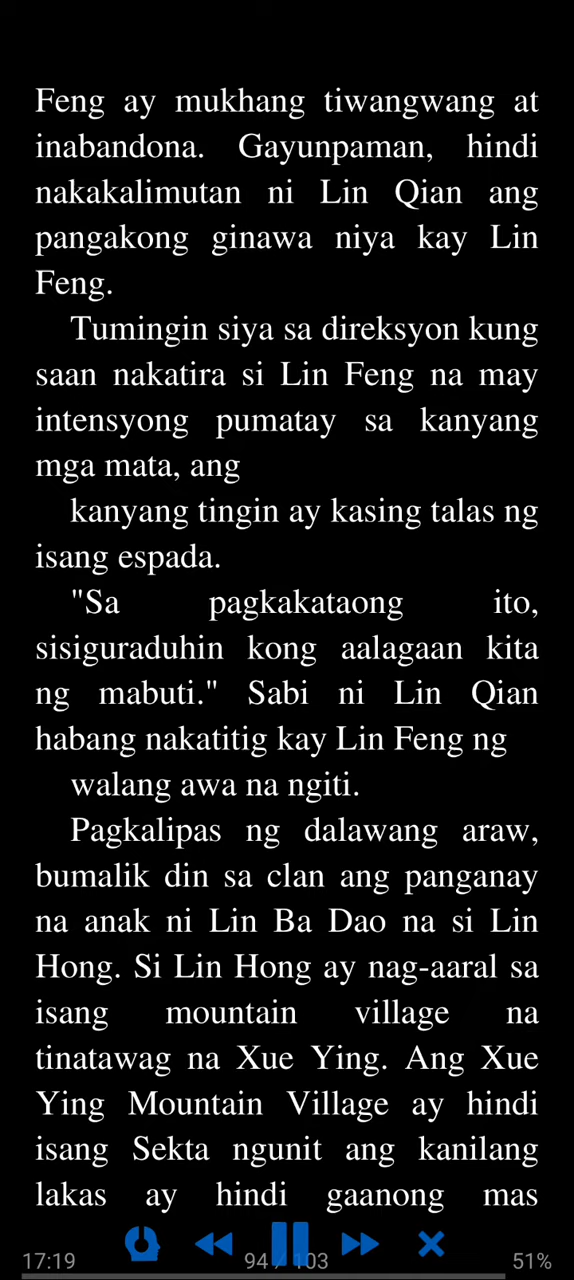 Feng ay mukhang tiwangwang at
inabandona. Gayunpaman, hindi
nakakalimutan ni Lin Qian ang
pangakong ginawa niya kay Lin
Feng.
Tumingin siya sa direksyon kung
saan nakatira si Lin Feng na may
intensyong pumatay sa kanyang
mga mata, ang
kanyang tingin ay kasing talas ng
isang espada.
"Sa pagkakataong ito,
sisiguraduhin kong aalagaan kita
ng mabuti." Sabi ni Lin Qian
habang nakatitig kay Lin Feng ng
walang awa na ngiti.
Pagkalipas ng dalawang araw,
bumalik din sa clan ang panganay
na anak ni Lin Ba Dao na si Lin
Hong. Si Lin Hong ay nag-aaral sa
isang mountain village na
tinatawag na Xue Ying. Ang Xue
Ying Mountain Village ay hindi
isang Sekta ngunit ang kanilang
lakas ay hindi gaanong mas
17:19 94 / 103 51%